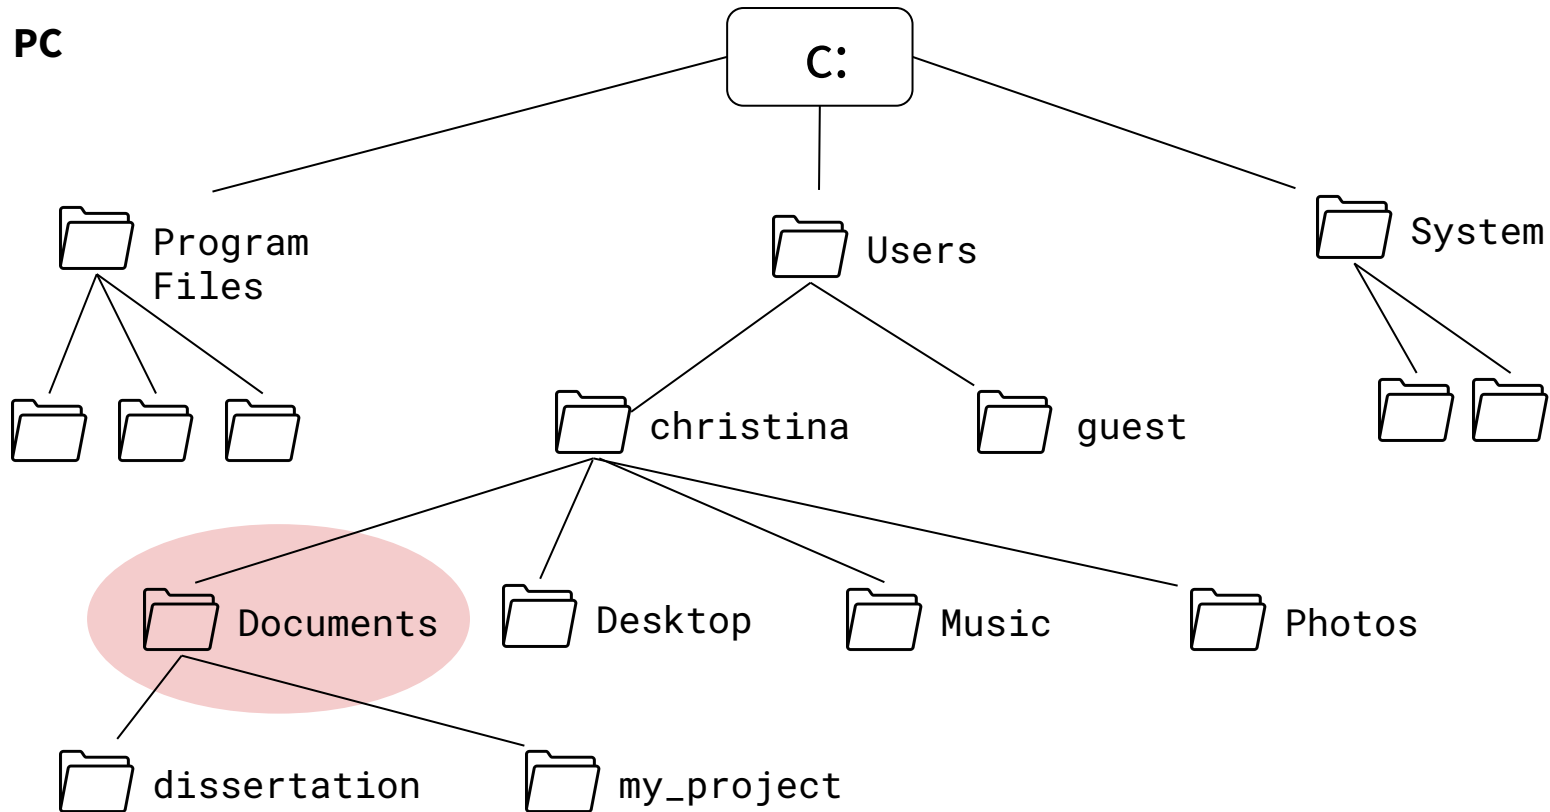 PC
C:
Program
Files
Users
System
christina
guest
Documents
Desktop
Music
Photos
dissertation
my_project